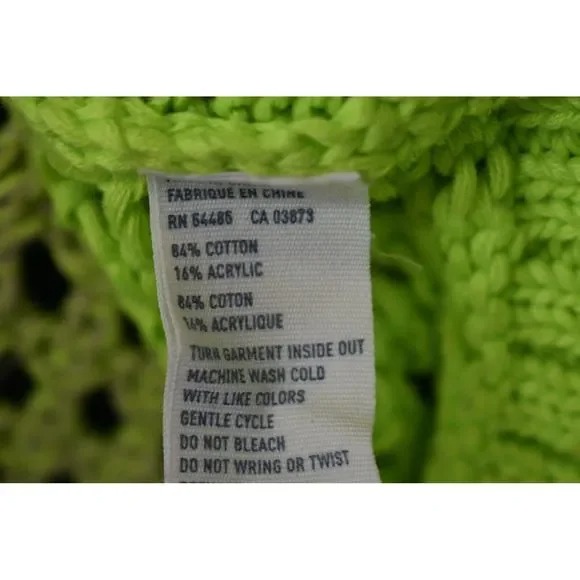 FABRIQUE EN CHINE
RN 54485 CA 03873
84% COTTON
16% ACRYLIC
84% COTON
16% ACRYLIQUE
TURN GARMENT INSIDE OUT
MACHINE WASH COLD
WITH LIKE COLORS
GENTLE CYCLE
DO NOT BLEACH
DO NOT WRING OR TWIST